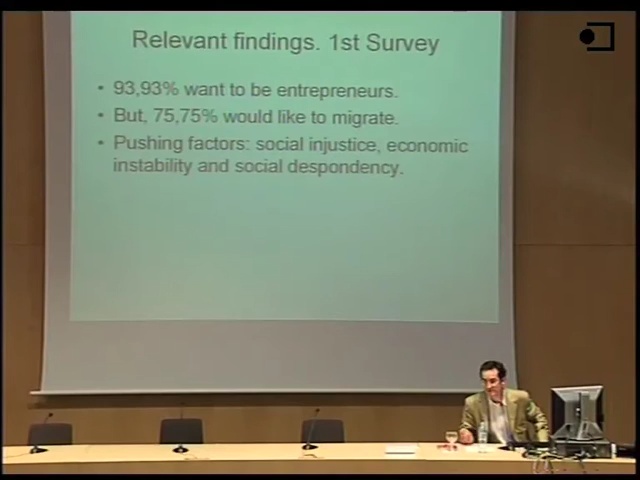 Relevant findings. 1st Survey
• 93,93% want to be entrepreneurs.
• But, 75,75% would like to migrate.
• Pushing factors: social injustice, economic
instability and social despondency.